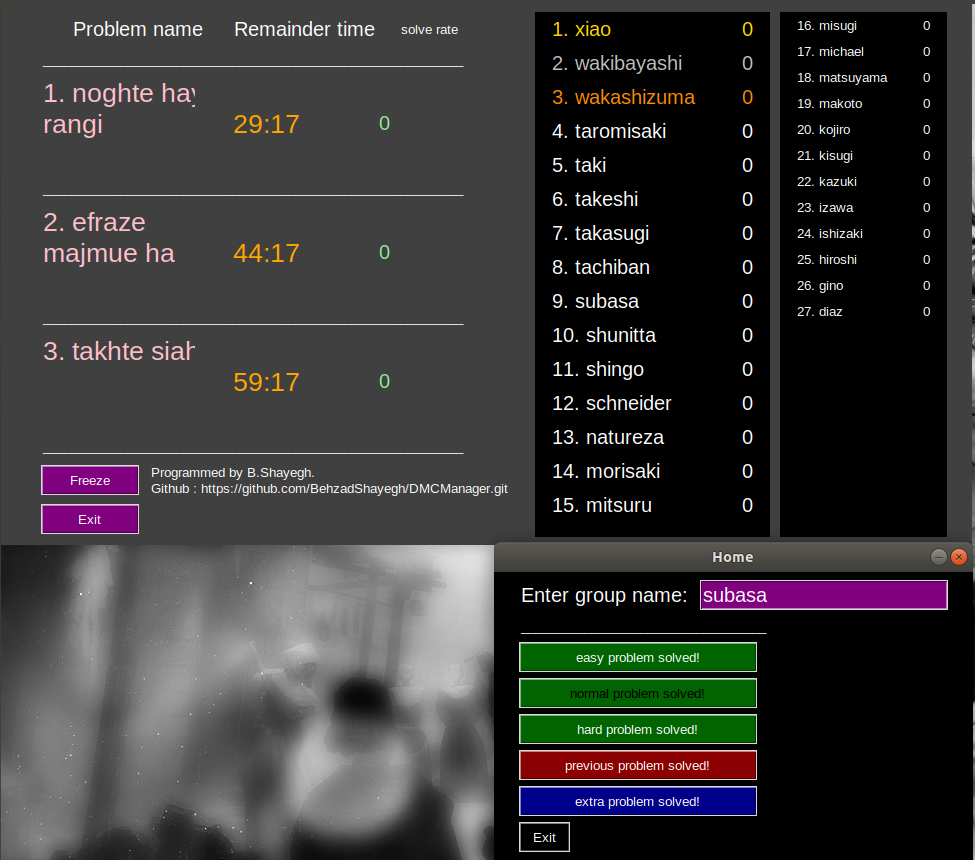 Problem name Remainder time solve rate
1. noghte hay
rangi 29:17 0
2. efraze
majmue ha 44:17 0
3. takhte siah
59:17 0
Freeze
Programmed by B.Shayegh.
Github : https://github.com/BehzadShayegh/DMCManager.git
Exit
1. xiao 0
2. wakibayashi 0
3. wakashizuma 0
4. taromisaki 0
5. taki 0
6. takeshi 0
7. takasugi 0
8. tachiban 0
9. subasa 0
10. shunitta 0
11. shingo 0
12. schneider 0
13. natureza 0
14. morisaki 0
15. mitsuru 0
16. misugi 0
17. michael 0
18. matsuyama 0
19. makoto 0
20. kojiro 0
21. kisugi 0
22. kazuki 0
23. izawa 0
24. ishizaki 0
25. hiroshi 0
26. gino 0
27. diaz 0
Home
Enter group name: subasa
easy problem solved!
normal problem solved!
hard problem solved!
previous problem solved!
extra problem solved!
Exit